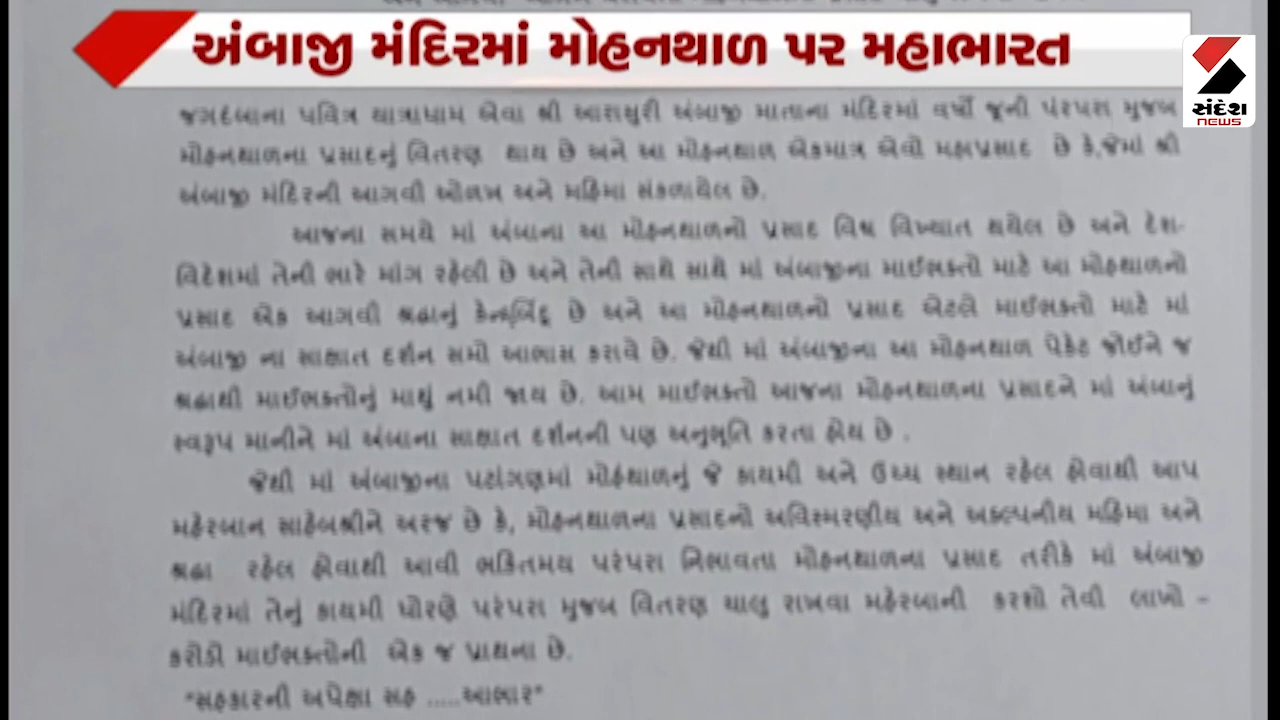 અંબાજી મંદિરમાં મોહનથાળ પર મહાભારત
સંદેશ
NEWS
જગદંબાના પવિત્ર યાત્રાધામ એવા શ્રી આરાસુરી અંબાજી માતાના મંદિરમાં વર્ષો જૂની પરંપરા મુજબ
મોહનથાળના પ્રસાદનું વિતરણ થાય છે અને આ મોહનથાળ એકમાત્ર એવો મહાપ્રસાદ છે કે,જેમાં શ્રી
અંબાજી મંદિરની આગવી ઓળખ અને મહિમા સંકળાયેલ છે.
આજના સમયે માં અંબાના આ મોહનથાળનો પ્રસાદ વિશ્વ વિખ્યાત થયેલ છે અને દેશ-
વિદેશમાં તેની ભારે માંગ રહેલી છે અને તેની સાથે સાથે માં અંબાજીના માઈભક્તો માટે આ મોહથાળનો
પ્રસાદ એક આગવી શ્રદ્ધાનું કેન્દ્રબિંદુ છે અને આ મોહનથાળનો પ્રસાદ એટલે માઈભક્તો માટે માં
અંબાજી ના સાક્ષાત દર્શન સમો આભાસ કરાવે છે. જેથી માં અંબાજીના આ મોહનથાળ પેકેટ જોઈને જ
શ્રદ્ધાથી માઈભક્તોનું માથું નમી જાય છે. આમ માઈભક્તો આજના મોહનથાળના પ્રસાદને માં અંબાનું
સ્વરૂપ માનીને માં અંબાના સાક્ષાત દર્શનની પણ અનુભૂતિ કરતા હોય છે .
જેથી માં અંબાજીના પટાંગણમાં મોહથાળનું જે કાયમી અને ઉચ્ચ સ્થાન રહેલ હોવાથી આપ
મહેરબાન સાહેબશ્રીને અરજ છે કે, મોહનથાળના પ્રસાદનો અવિસ્મરણીય અને અકલ્પનીય મહિમા અને
શ્રદ્ધા રહેલ હોવાથી આવી ભક્તિમય પરંપરા નિભાવતા મોહનથાળના પ્રસાદ તરીકે માં અંબાજી
મંદિરમાં તેનું કાયમી ધોરણે પરંપરા મુજબ વિતરણ ચાલુ રાખવા મહેરબાની કરશો તેવી લાખો -
કરોડો માઈભક્તોની એક જ પ્રાથના છે.
"સહકારની અપેક્ષા સહ .....આભાર"